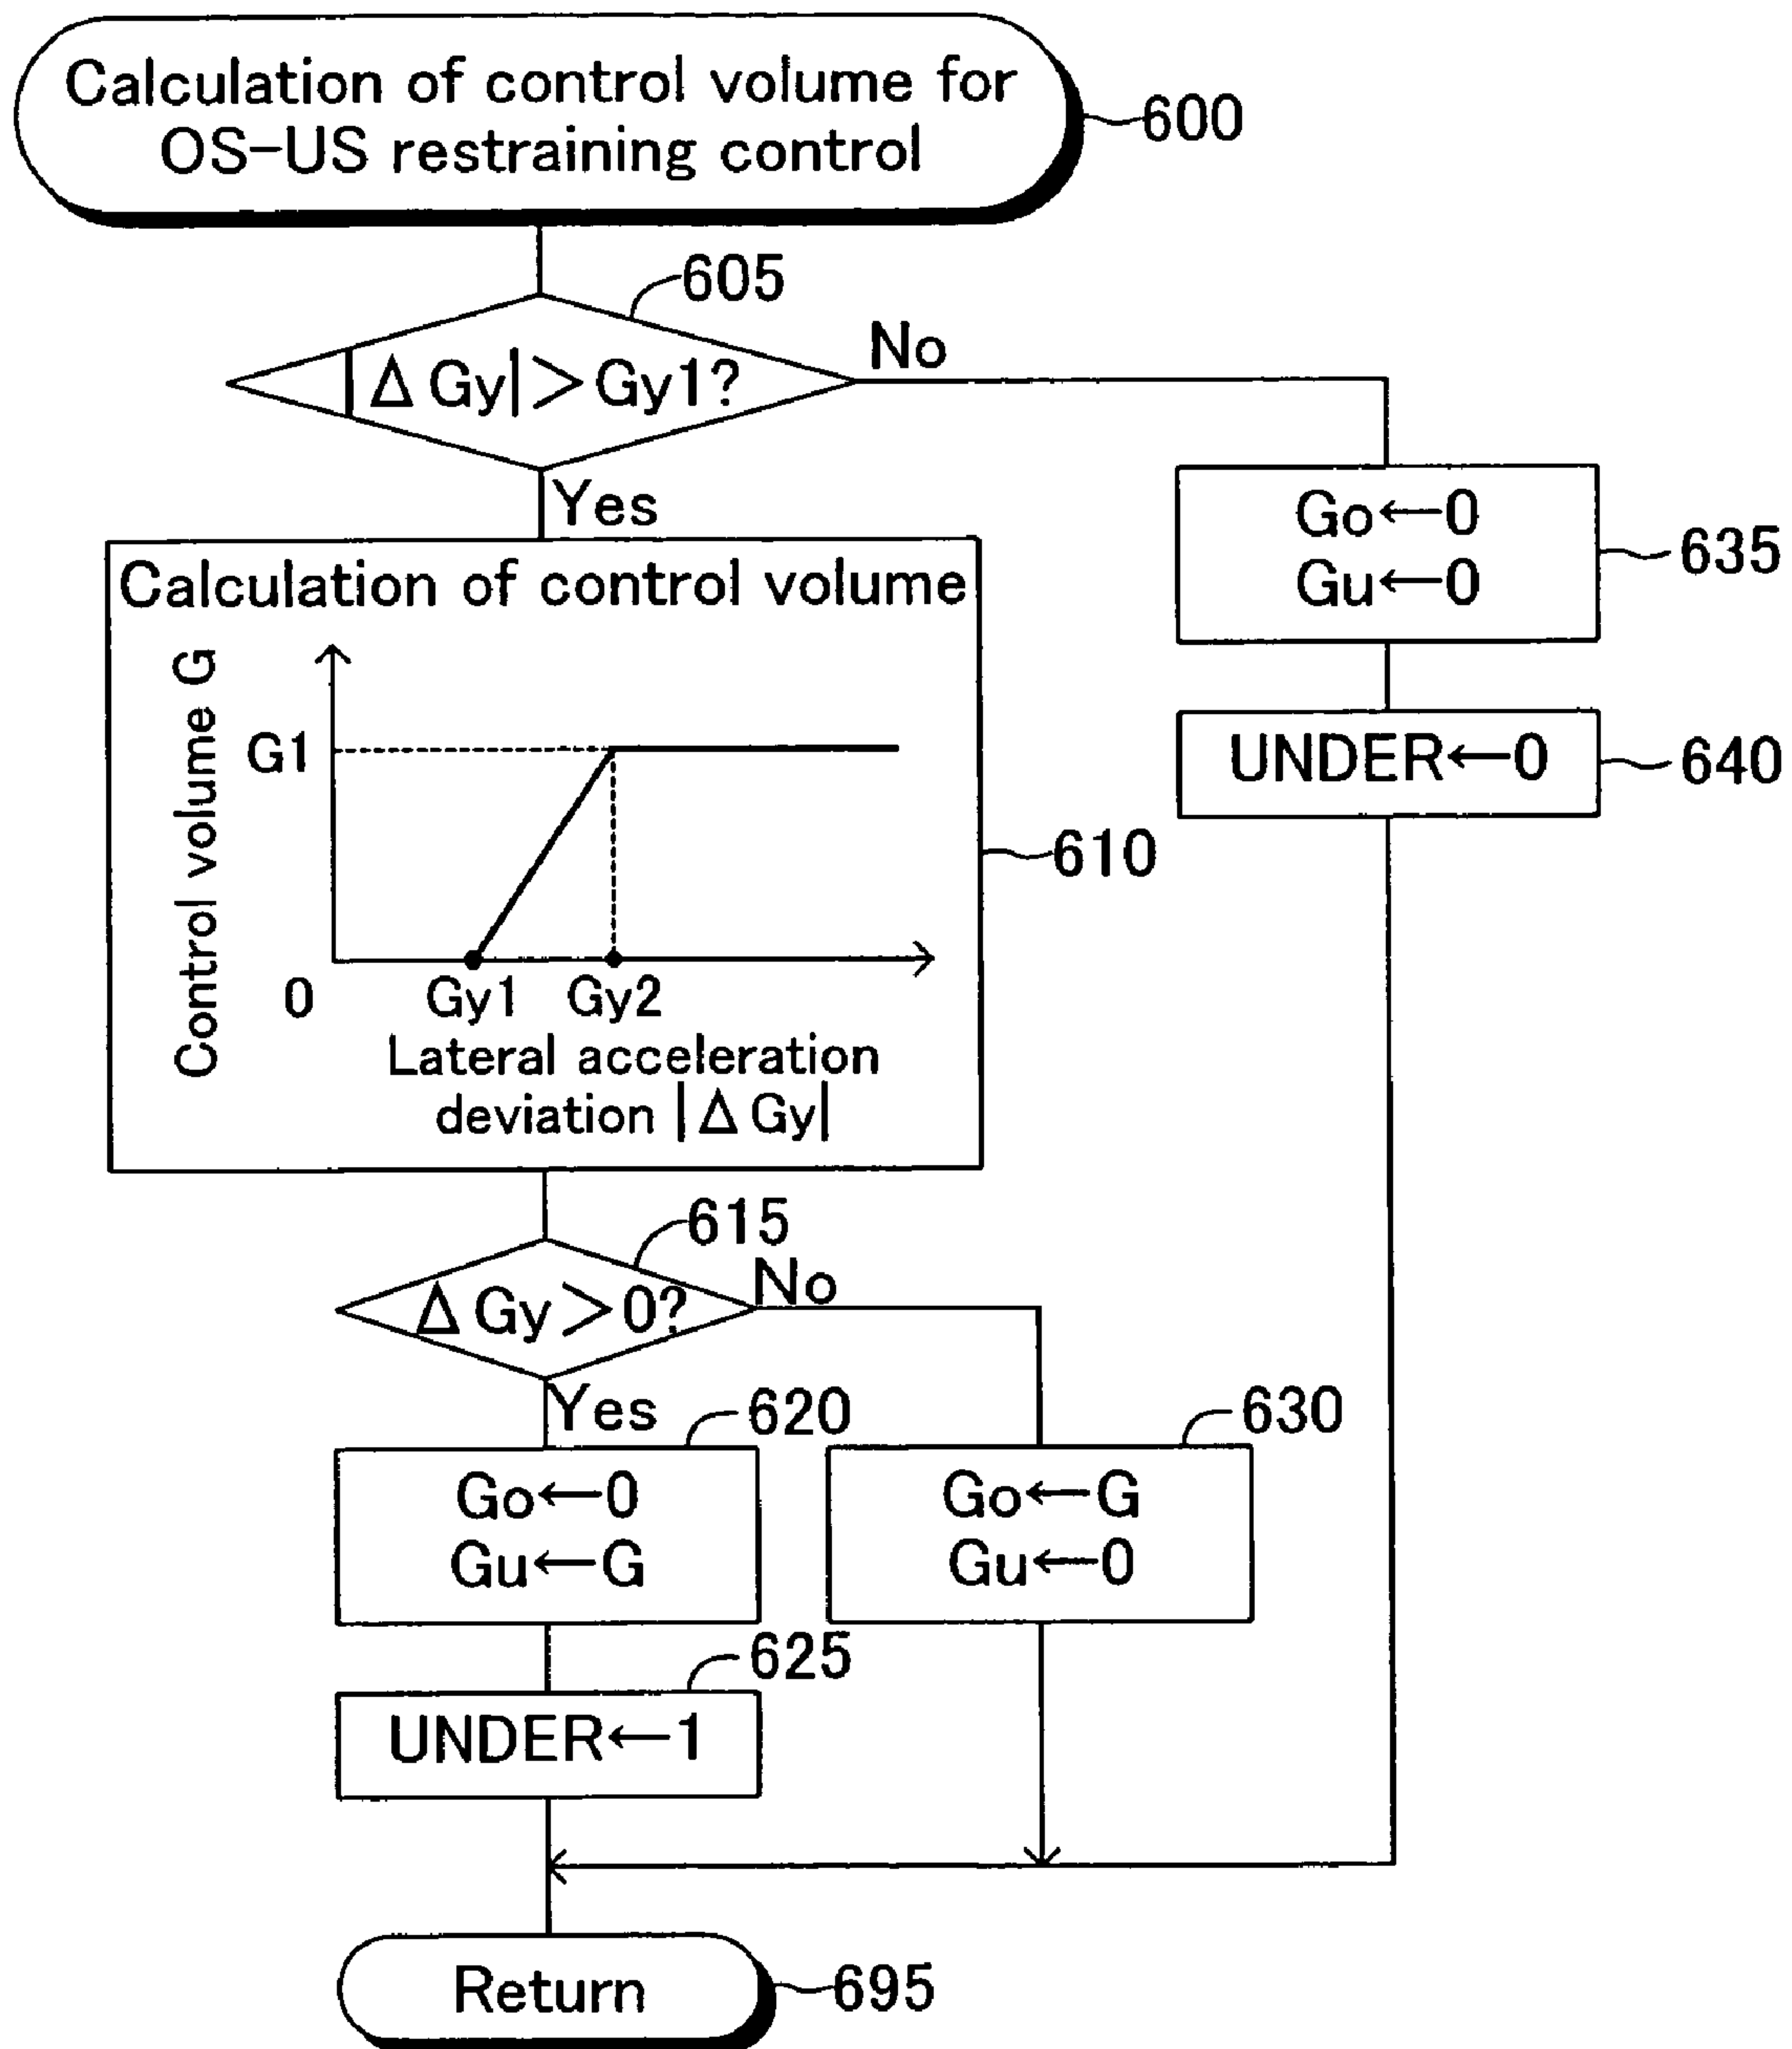 Calculation of control volume for
OS-US restraining control
600
605
|ΔGy|>Gy1?
No
Yes
Go←0
Gu←0
635
UNDER←0
640
Calculation of control volume
Control volume G
G1
0
Gy1
Gy2
Lateral acceleration
deviation |ΔGy|
610
615
ΔGy>0?
No
Yes
620
Go←0
Gu←G
630
Go←G
Gu←0
625
UNDER←1
Return
695